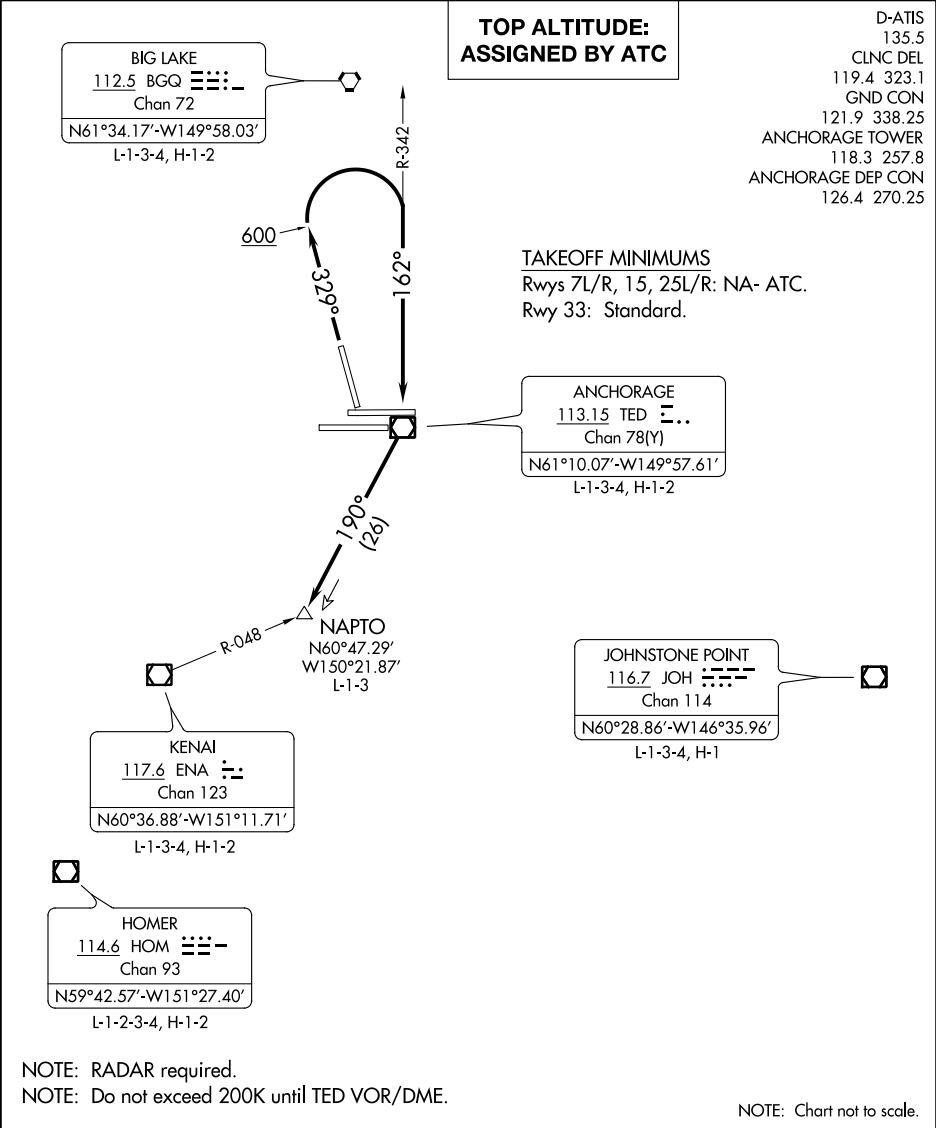 TOP ALTITUDE:
ASSIGNED BY ATC
D-ATIS
135.5
CLNC DEL
119.4 323.1
GND CON
121.9 338.25
ANCHORAGE TOWER
118.3 257.8
ANCHORAGE DEP CON
126.4 270.25
BIG LAKE
112.5 BGQ
Chan 72
N61°34.17’-W149°58.03’
L-1-3-4, H-1-2
R-342
600
329°
162°
TAKEOFF MINIMUMS
Rwys 7L/R, 15, 25L/R: NA- ATC.
Rwy 33: Standard.
ANCHORAGE
113.15 TED
Chan 78(Y)
N61°10.07’-W149°57.61’
L-1-3-4, H-1-2
190°
(26)
R-048
NAPTO
N60°47.29’
W150°21.87’
L-1-3
JOHNSTONE POINT
116.7 JOH
Chan 114
N60°28.86’-W146°35.96’
L-1-3-4, H-1
KENAI
117.6 ENA
Chan 123
N60°36.88’-W151°11.71’
L-1-3-4, H-1-2
HOMER
114.6 HOM
Chan 93
N59°42.57’-W151°27.40’
L-1-2-3-4, H-1-2
NOTE: RADAR required.
NOTE: Do not exceed 200K until TED VOR/DME.
NOTE: Chart not to scale.